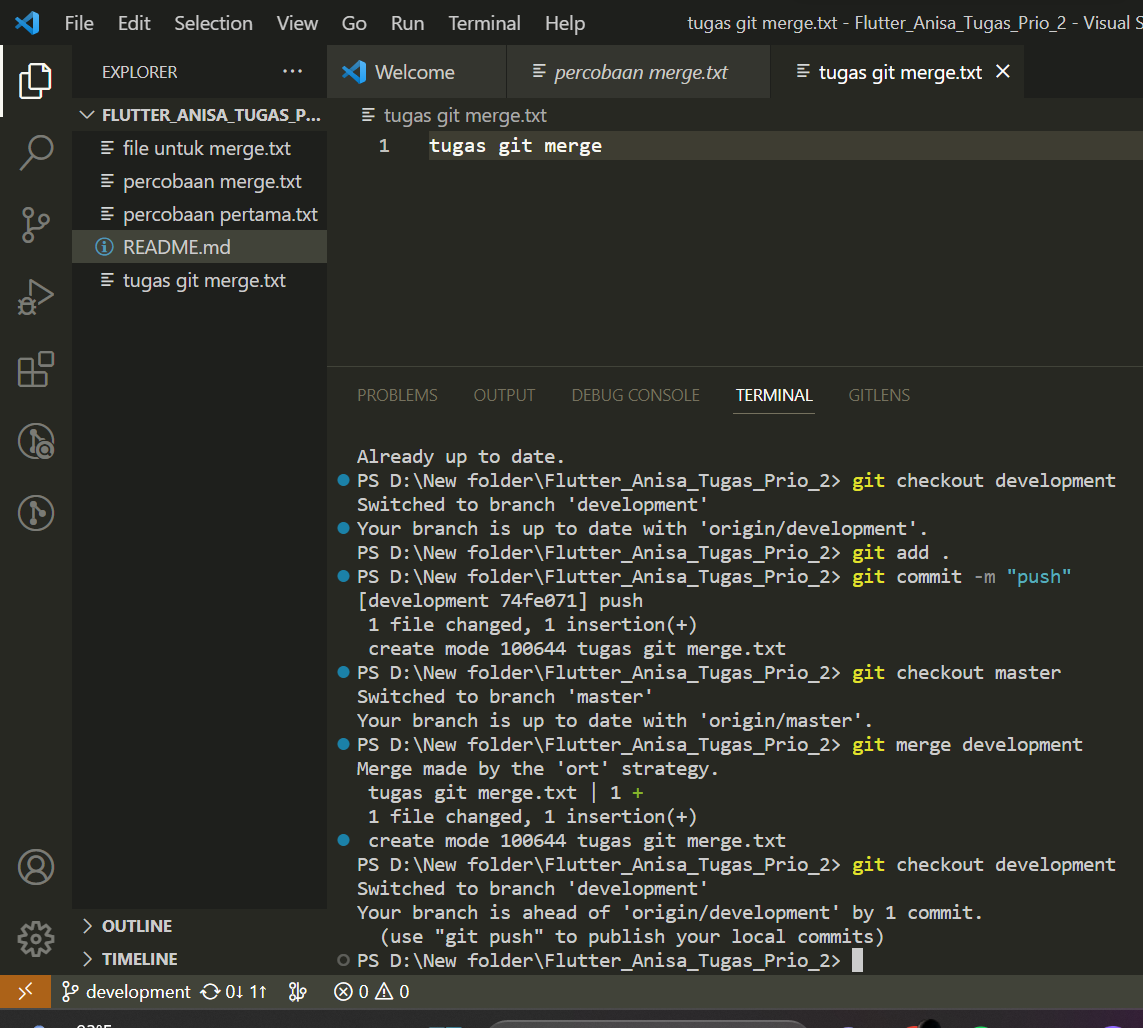 File Edit Selection View Go Run Terminal Help tugas git merge.txt - Flutter_Anisa_Tugas_Prio_2 - Visual S
EXPLORER ...
Welcome
percobaan merge.txt
tugas git merge.txt
FLUTTER_ANISA_TUGAS_P...
file untuk merge.txt
percobaan merge.txt
percobaan pertama.txt
README.md
tugas git merge.txt
OUTLINE
TIMELINE
tugas git merge.txt
1 tugas git merge
PROBLEMS OUTPUT DEBUG CONSOLE TERMINAL GITLENS
Already up to date.
PS D:\New folder\Flutter_Anisa_Tugas_Prio_2> git checkout development
Switched to branch 'development'
Your branch is up to date with 'origin/development'.
PS D:\New folder\Flutter_Anisa_Tugas_Prio_2> git add .
PS D:\New folder\Flutter_Anisa_Tugas_Prio_2> git commit -m "push"
[development 74fe071] push
 1 file changed, 1 insertion(+)
 create mode 100644 tugas git merge.txt
PS D:\New folder\Flutter_Anisa_Tugas_Prio_2> git checkout master
Switched to branch 'master'
Your branch is up to date with 'origin/master'.
PS D:\New folder\Flutter_Anisa_Tugas_Prio_2> git merge development
Merge made by the 'ort' strategy.
 tugas git merge.txt | 1 +
 1 file changed, 1 insertion(+)
 create mode 100644 tugas git merge.txt
PS D:\New folder\Flutter_Anisa_Tugas_Prio_2> git checkout development
Switched to branch 'development'
Your branch is ahead of 'origin/development' by 1 commit.
  (use "git push" to publish your local commits)
PS D:\New folder\Flutter_Anisa_Tugas_Prio_2>
development 0↓ 1↑ 0 0